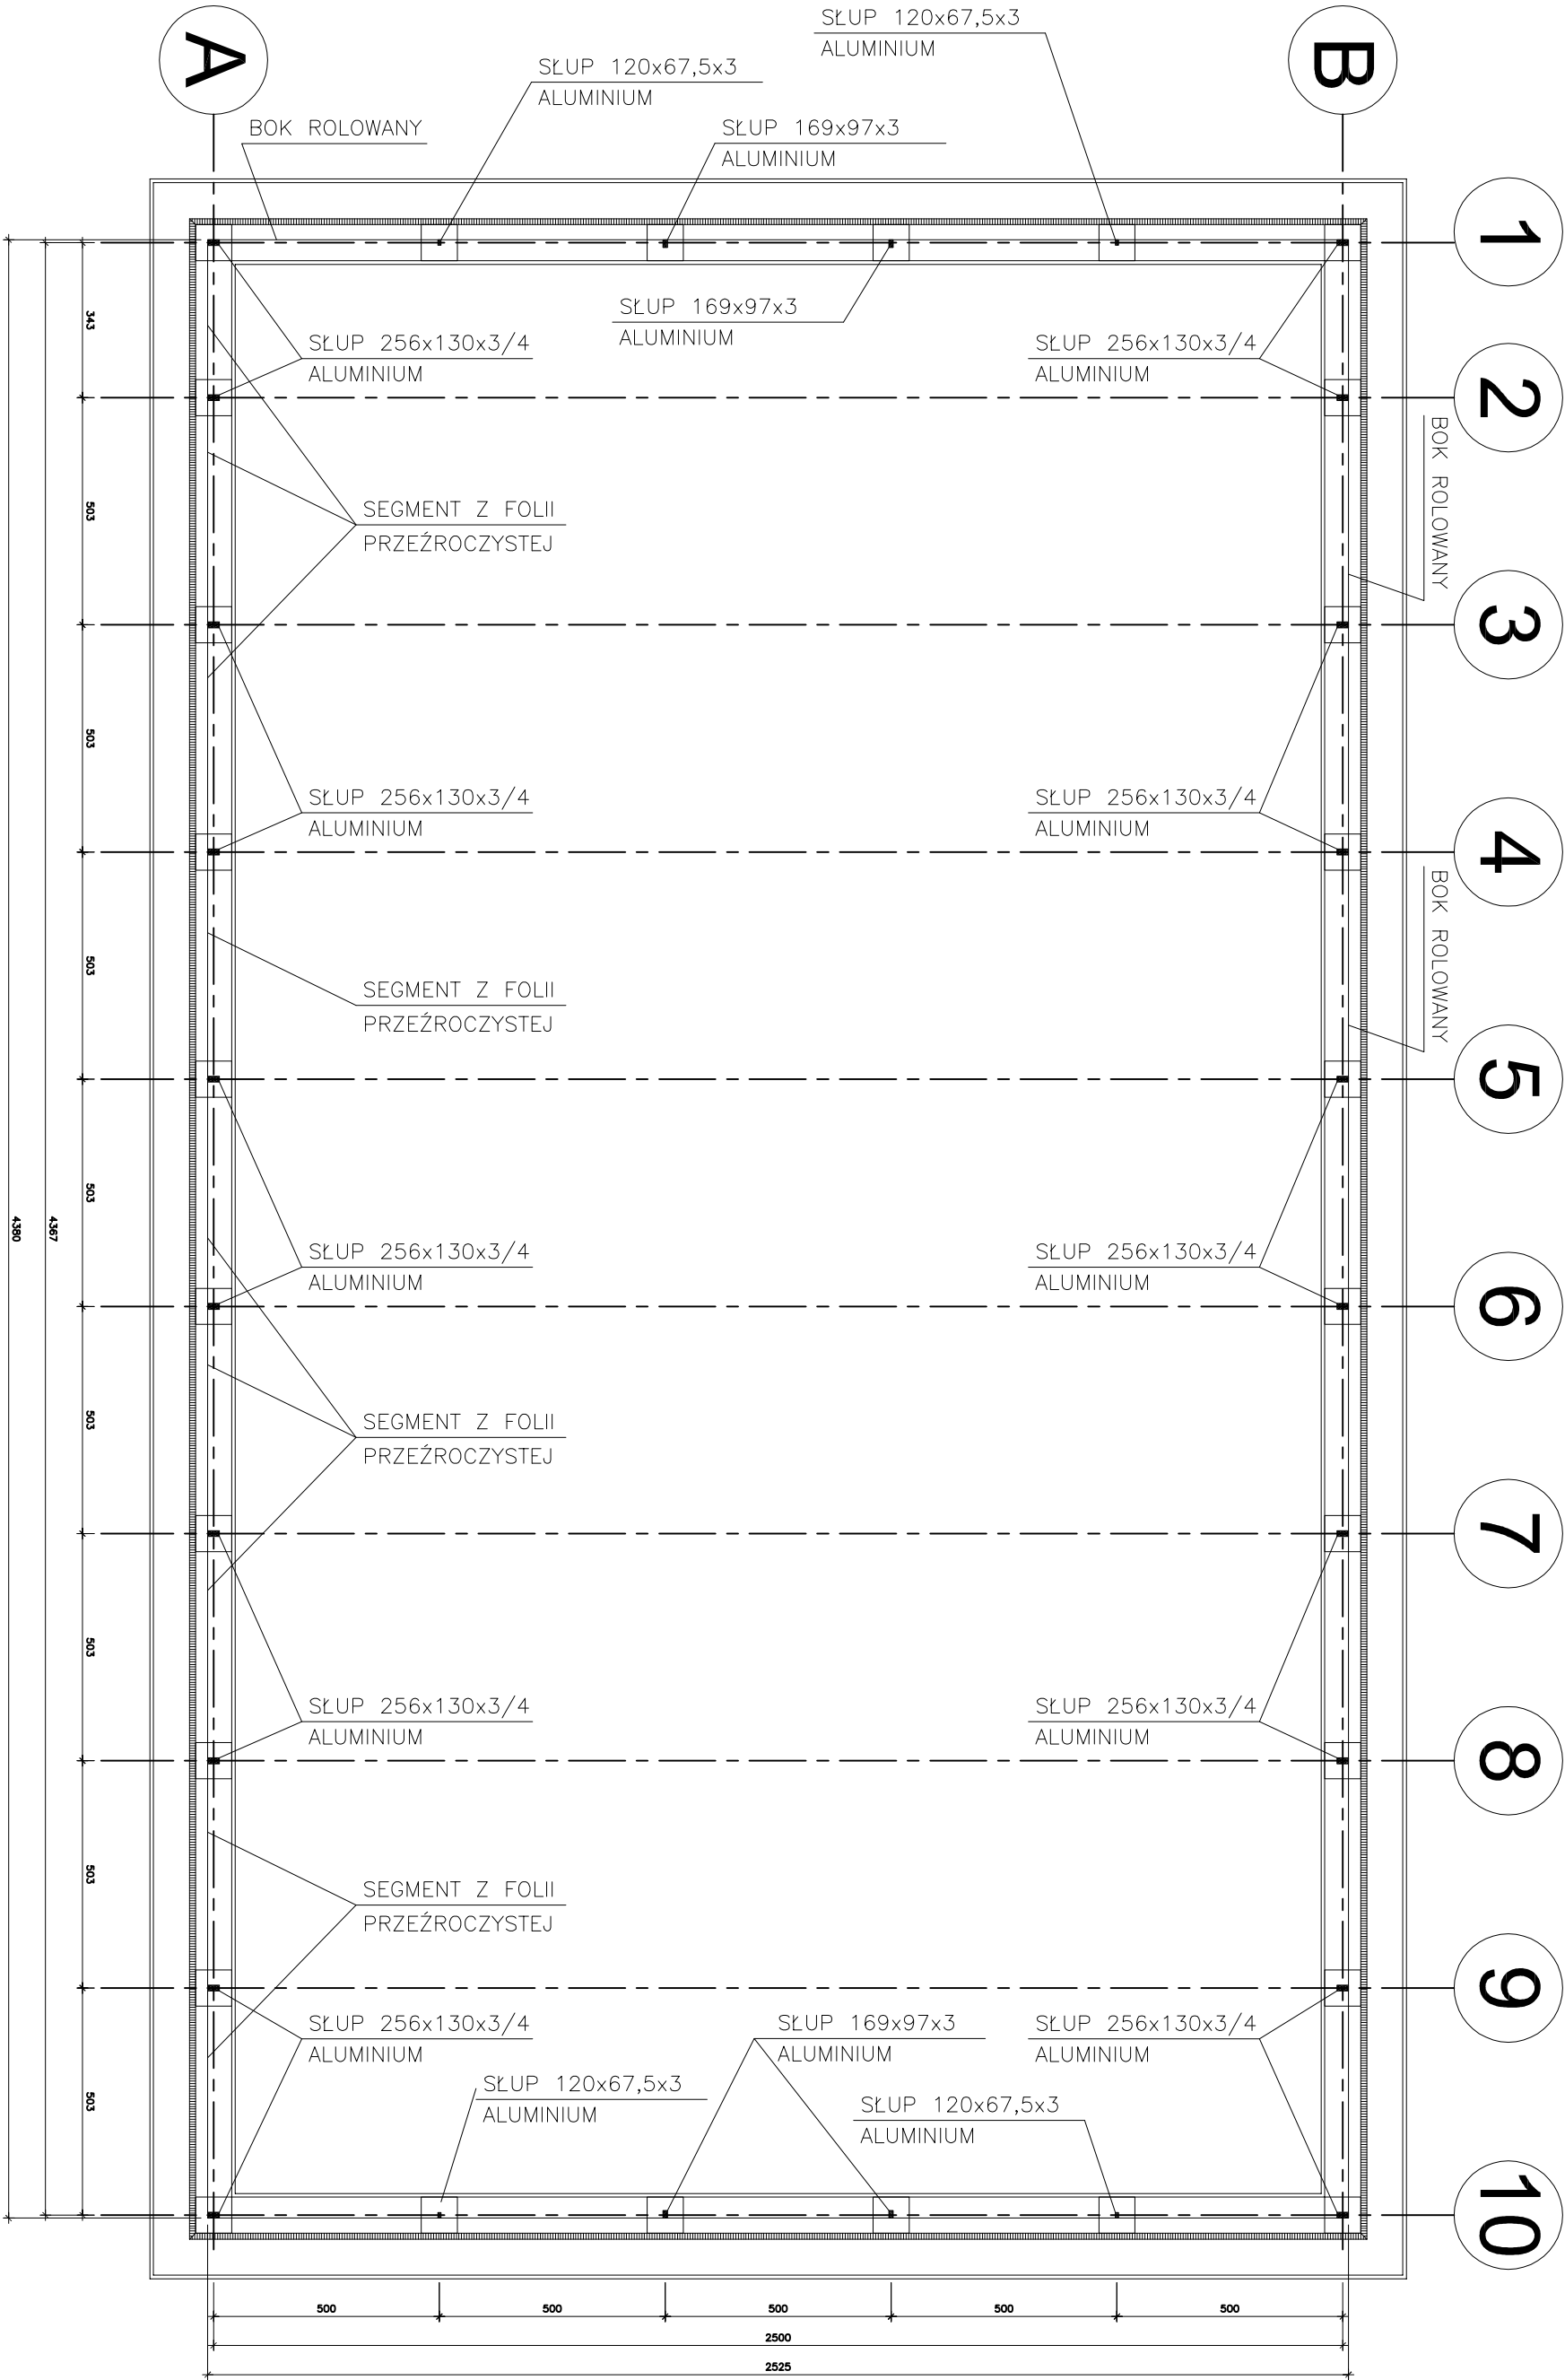 SŁUP 120x67,5x3
ALUMINIUM
A
B
SŁUP 120x67,5x3
ALUMINIUM
BOK ROLOWANY
SŁUP 169x97x3
ALUMINIUM
1
SŁUP 169x97x3
ALUMINIUM
343
SŁUP 256x130x3/4
ALUMINIUM
SŁUP 256x130x3/4
ALUMINIUM
2
BOK ROLOWANY
503
SEGMENT Z FOLII
PRZEŹROCZYSTEJ
3
503
SŁUP 256x130x3/4
ALUMINIUM
SŁUP 256x130x3/4
ALUMINIUM
4
BOK ROLOWANY
503
SEGMENT Z FOLII
PRZEŹROCZYSTEJ
5
503
4380
4367
SŁUP 256x130x3/4
ALUMINIUM
SŁUP 256x130x3/4
ALUMINIUM
6
503
SEGMENT Z FOLII
PRZEŹROCZYSTEJ
7
503
SŁUP 256x130x3/4
ALUMINIUM
SŁUP 256x130x3/4
ALUMINIUM
8
503
SEGMENT Z FOLII
PRZEŹROCZYSTEJ
9
SŁUP 256x130x3/4
ALUMINIUM
SŁUP 169x97x3
ALUMINIUM
SŁUP 256x130x3/4
ALUMINIUM
503
SŁUP 120x67,5x3
ALUMINIUM
SŁUP 120x67,5x3
ALUMINIUM
10
500
500
500
500
500
2500
2525